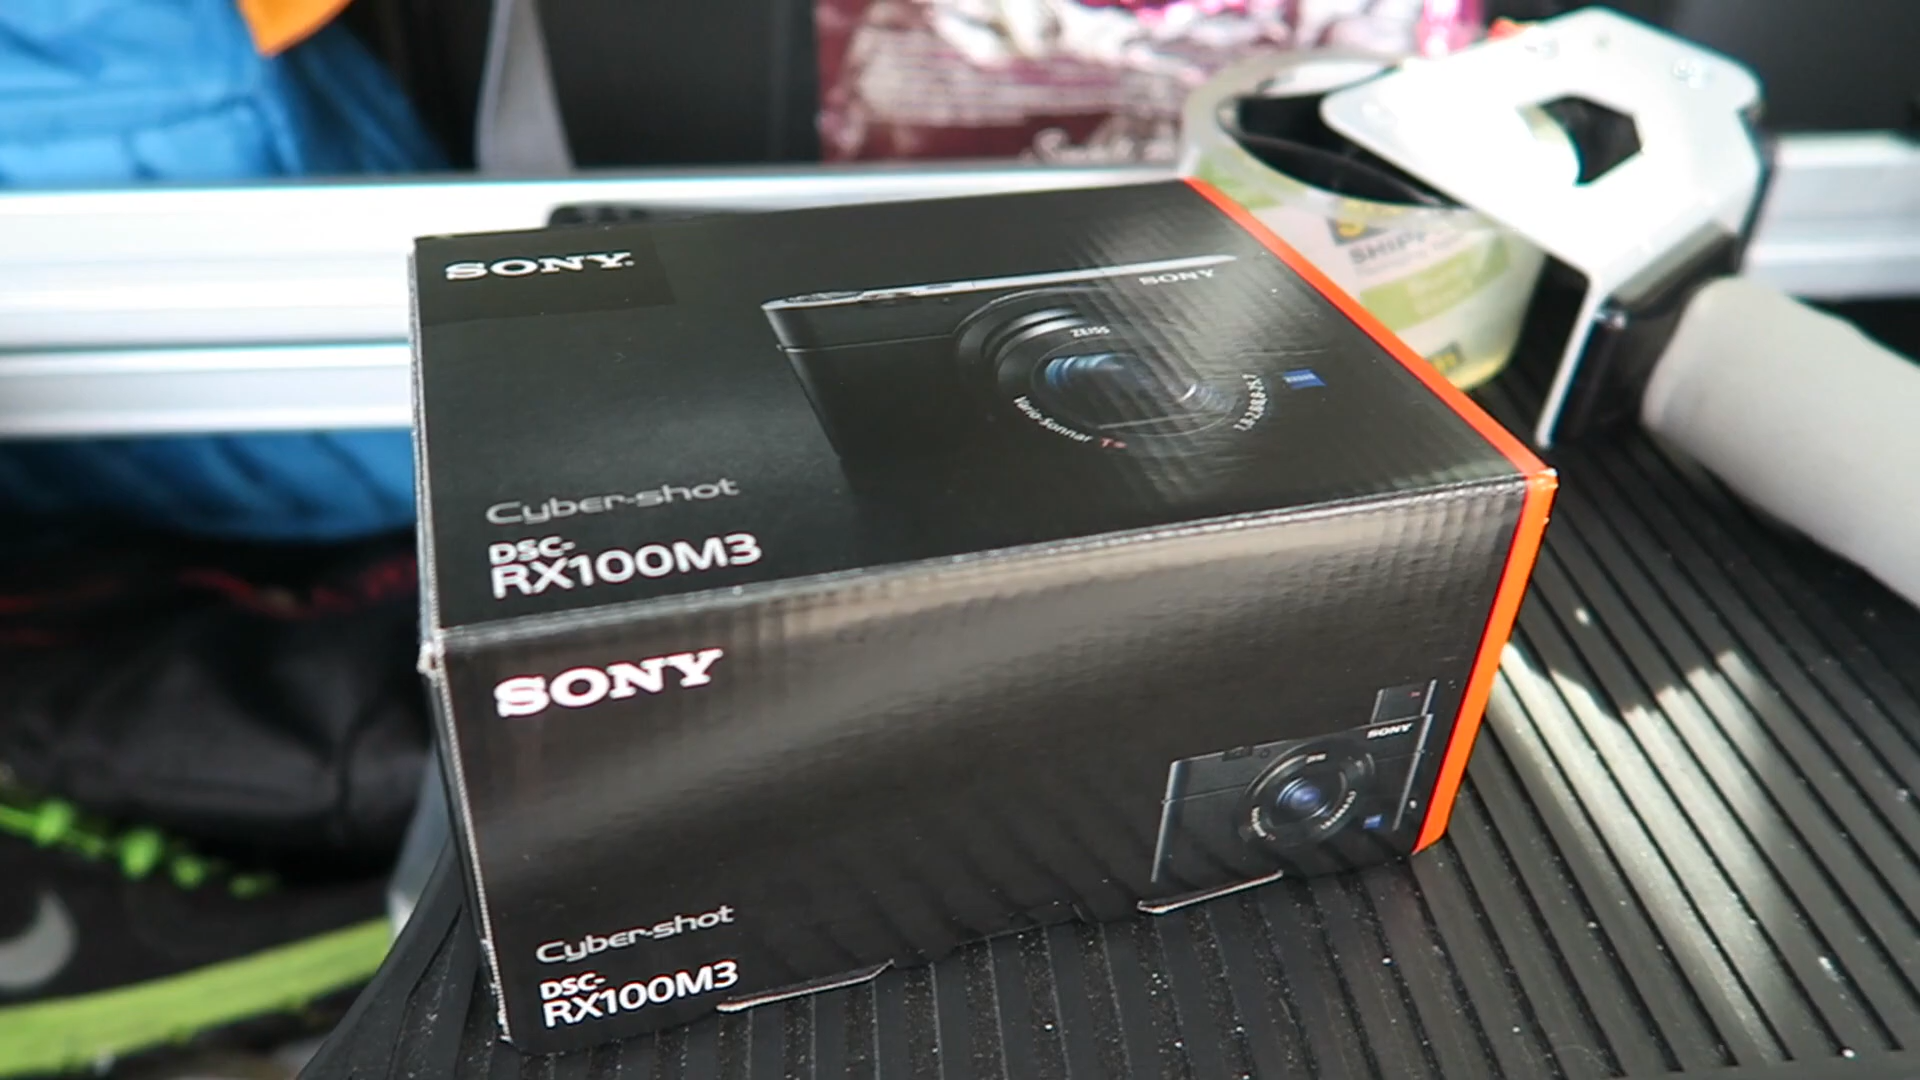 SONY
SONY
ZEISS
Vario-Sonnar T*
Cyber-shot
DSC-
RX100M3
SONY
SONY
Cyber-shot
DSC-
RX100M3